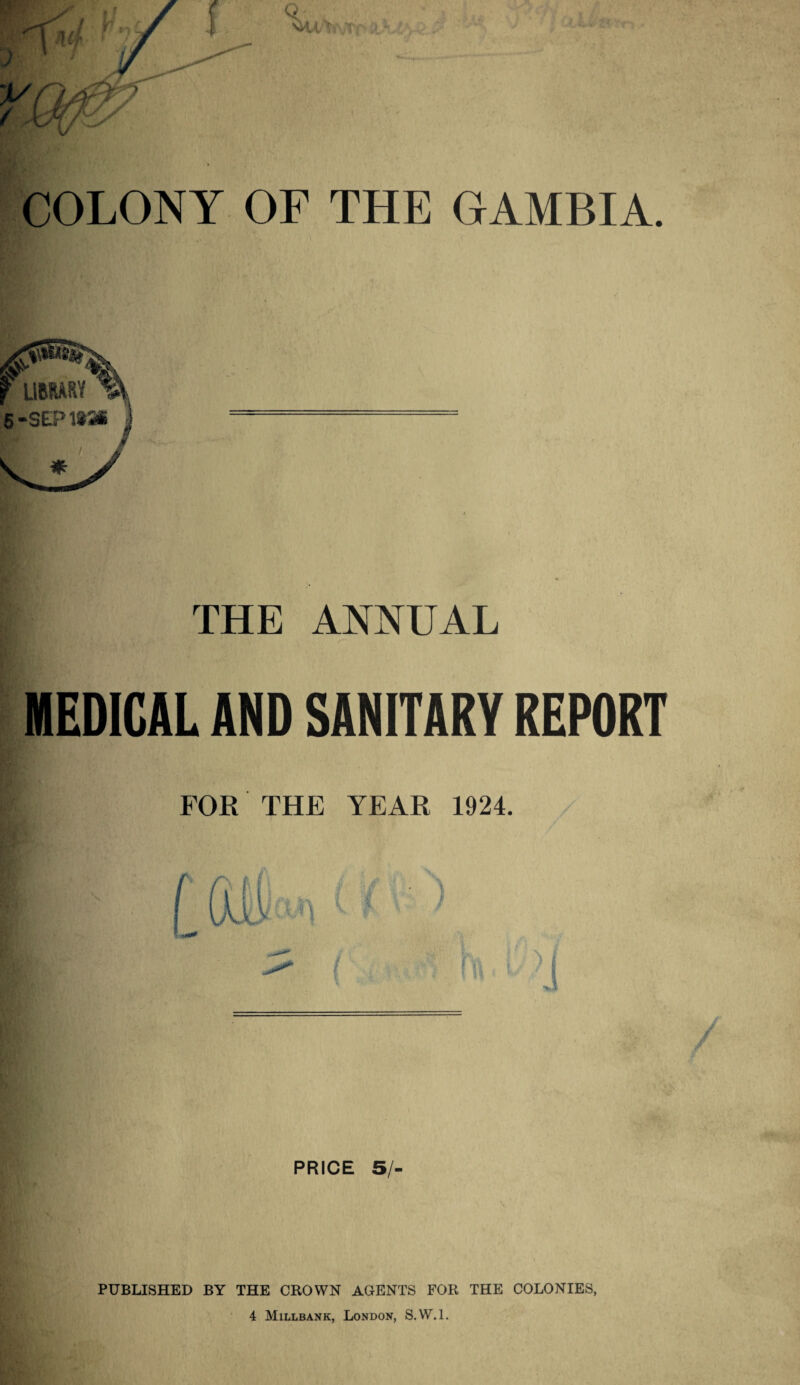 COLONY OF THE GAMBIA.
LIBRARY
THE ANNUAL
MEDICAL AND SANITARY REPORT
FOR THE YEAR 1924.
PRICE 5/-
PUBLISHED BY THE CROWN AGENTS FOR THE COLONIES,
4 MILLBANK, LONDON, S.W.1.